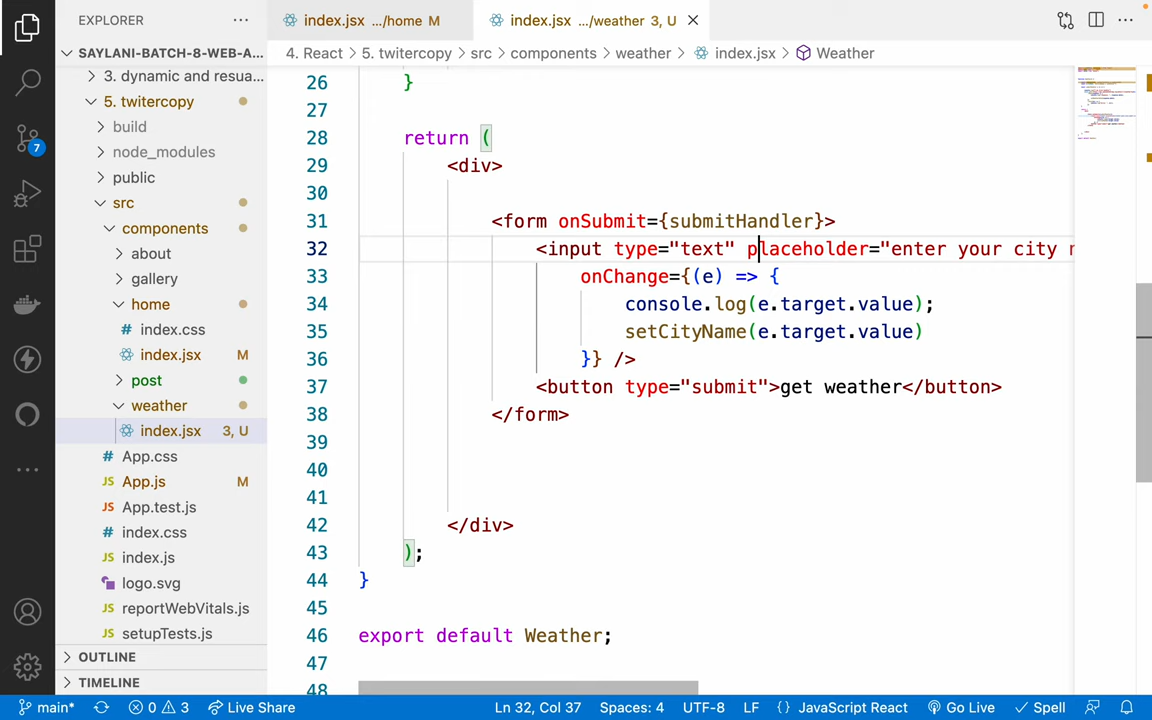 EXPLORER
index.jsx .../home M
index.jsx .../weather 3, U
SAYLANI-BATCH-8-WEB-A...
4. React > 5. twitercopy > src > components > weather > index.jsx > Weather
3. dynamic and resua...
5. twitercopy
build
node_modules
public
src
components
about
gallery
home
index.css
index.jsx M
post
weather
index.jsx 3, U
App.css
App.js M
App.test.js
index.css
index.js
logo.svg
reportWebVitals.js
setupTests.js
OUTLINE
TIMELINE
7
26 }
27
28 return (
29 <div>
30
31 <form onSubmit={submitHandler}>
32 <input type="text" placeholder="enter your city
33 onChange={(e) => {
34 console.log(e.target.value);
35 setCityName(e.target.value)
36 }} />
37 <button type="submit">get weather</button>
38 </form>
39
40
41
42 </div>
43 );
44 }
45
46 export default Weather;
47
48
main* 0 3 Live Share Ln 32, Col 37 Spaces: 4 UTF-8 LF {} JavaScript React Go Live Spell